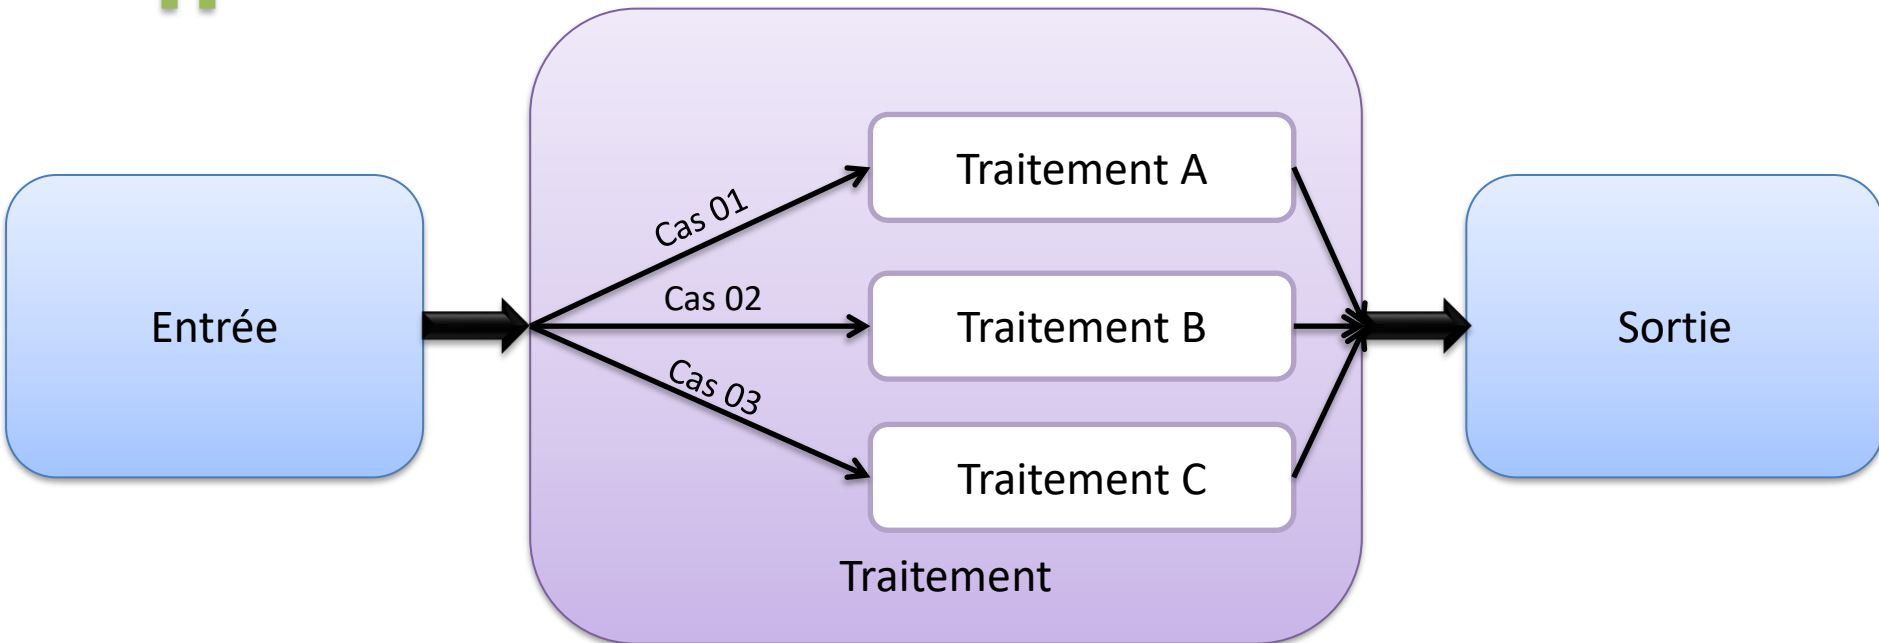 Entrée
Cas 01
Cas 02
Cas 03
Traitement A
Traitement B
Traitement C
Traitement
Sortie